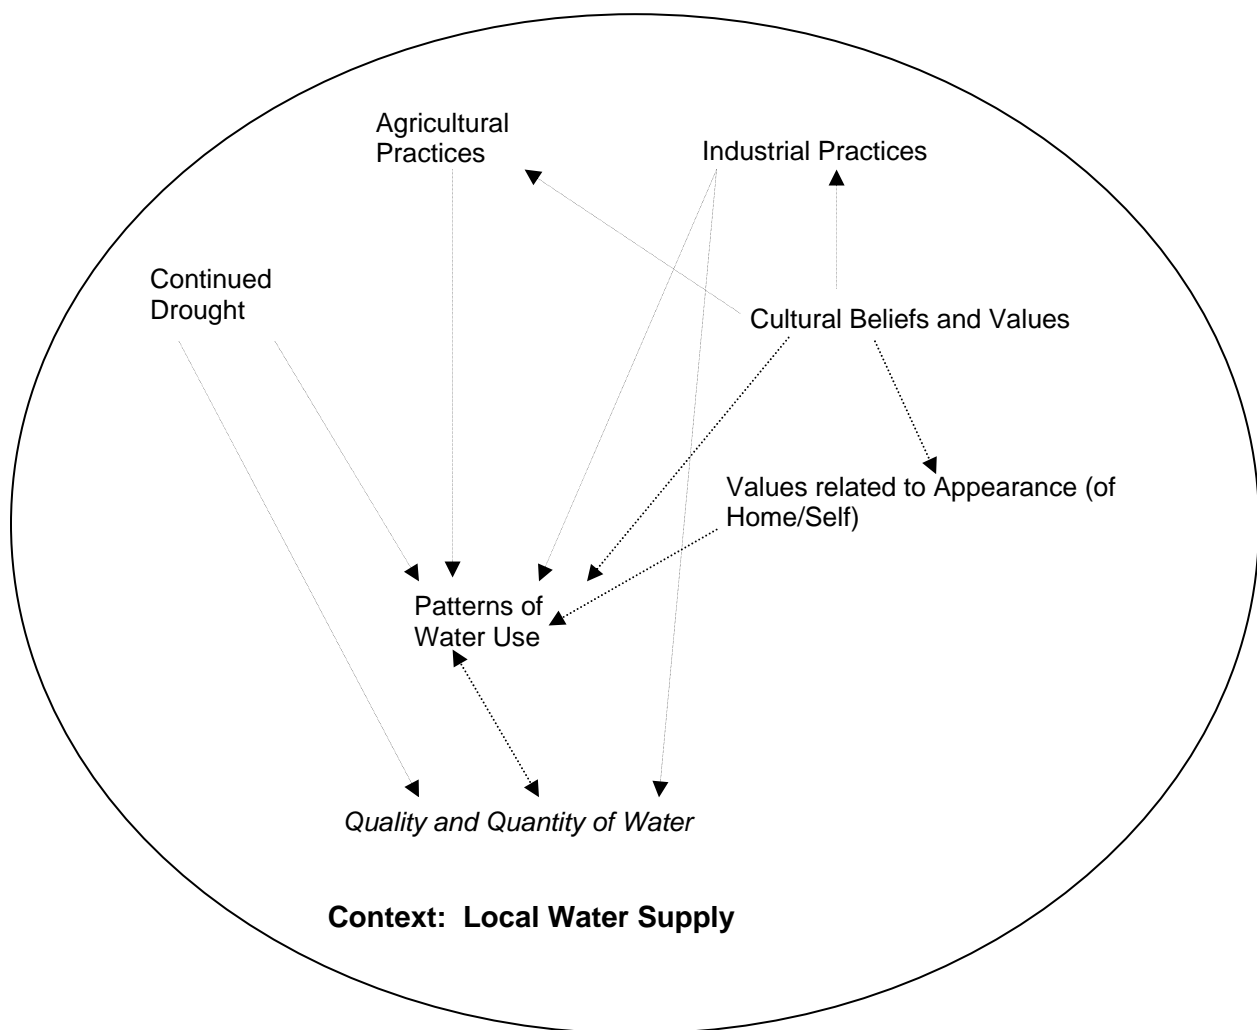 Agricultural
Practices
Industrial Practices
Continued
Drought
Cultural Beliefs and Values
Values related to Appearance (of
Home/Self)
Patterns of
Water Use
Quality and Quantity of Water
Context:  Local Water Supply